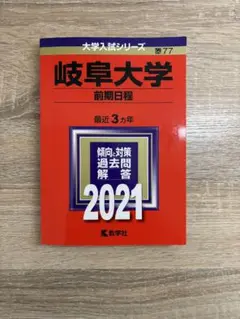 大学入試シリーズ 77
岐阜大学
前期日程
最近3カ年
傾向と対策
過去問
解答
2021
教学社